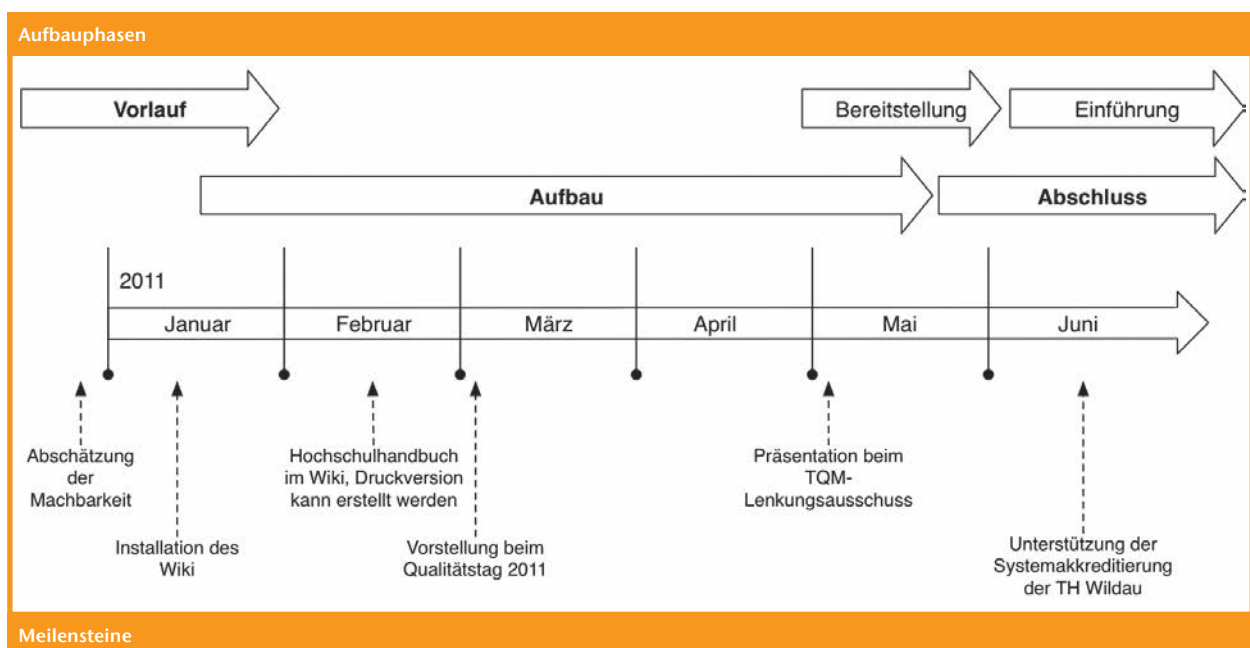 Aufbauphasen
Vorlauf
Bereitstellung
Einführung
Aufbau
Abschluss
2011
Januar
Februar
März
April
Mai
Juni
Abschätzung
der
Machbarkeit
Installation des
Wiki
Hochschulhandbuch
im Wiki, Druckversion
kann erstellt werden
Vorstellung beim
Qualitätstag 2011
Präsentation beim
TQM-
Lenkungsausschuss
Unterstützung der
Systemakkreditierung
der TH Wildau
Meilensteine